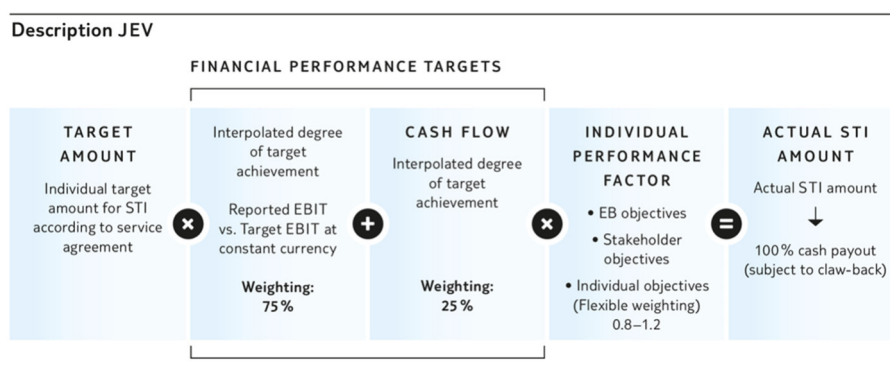 Description JEV
FINANCIAL PERFORMANCE TARGETS
TARGET
AMOUNT
Individual target
amount for STI
according to service
agreement
×
Interpolated degree
of target
achievement
Reported EBIT
vs. Target EBIT at
constant currency
Weighting:
75 %
+
CASH FLOW
Interpolated degree
of target
achievement
Weighting:
25 %
×
INDIVIDUAL
PERFORMANCE
FACTOR
• EB objectives
• Stakeholder
objectives
• Individual objectives
(Flexible weighting)
0.8–1.2
=
ACTUAL STI
AMOUNT
Actual STI amount
↓
100 % cash payout
(subject to claw-back)